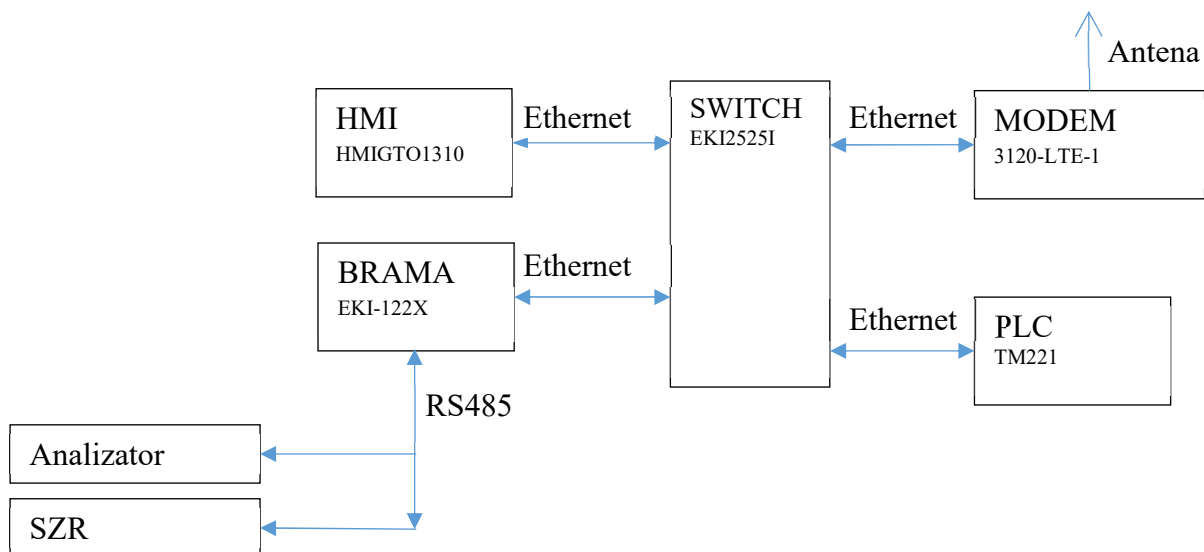 Antena
HMI
HMIGTO1310
Ethernet
SWITCH
EKI2525I
Ethernet
MODEM
3120-LTE-1
BRAMA
EKI-122X
Ethernet
Ethernet
PLC
TM221
RS485
Analizator
SZR